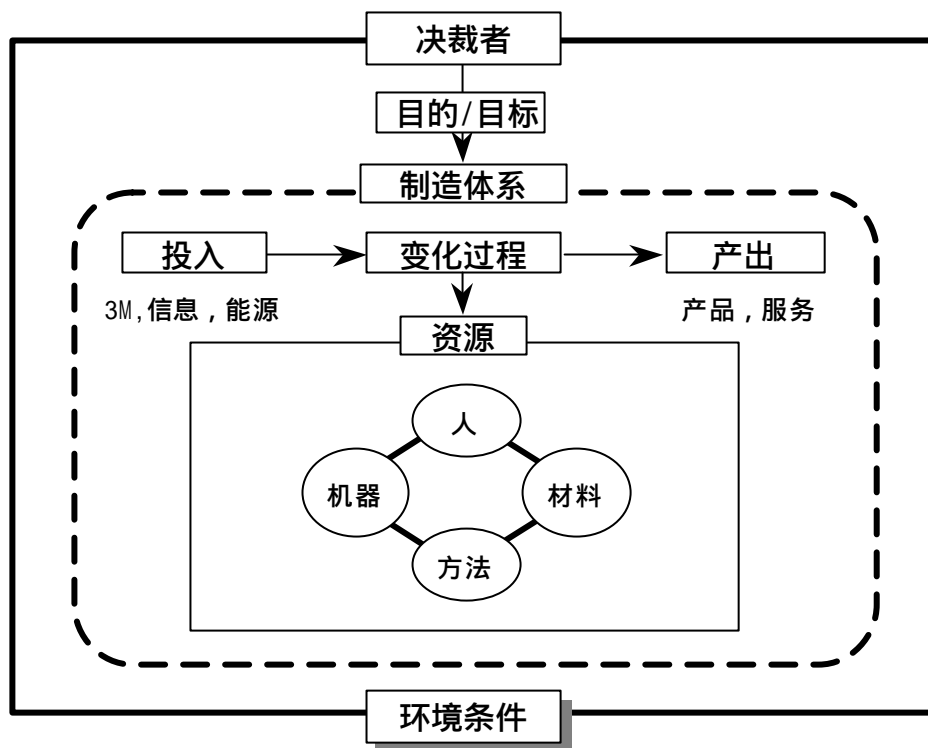 决裁者
目的/目标
制造体系
投入 变化过程 产出
3M,信息,能源 产品,服务
资源
人
机器 材料
方法
环境条件